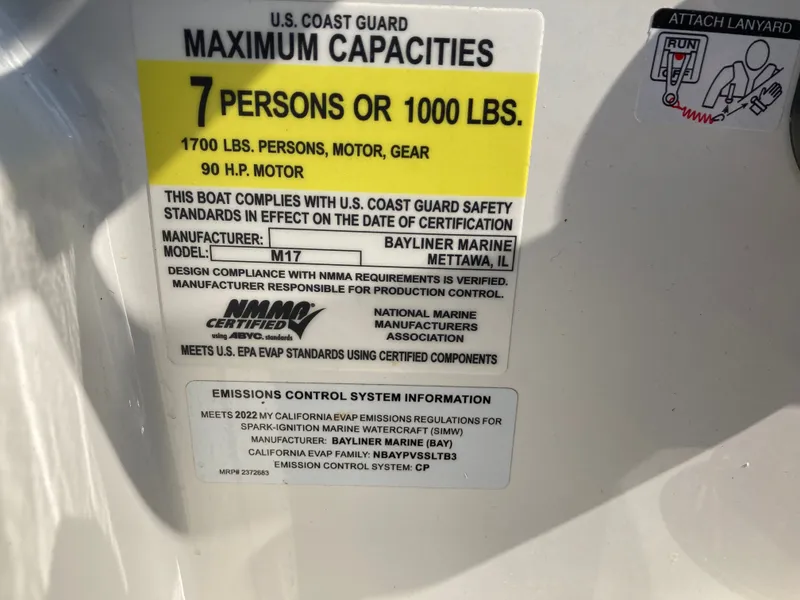 U.S. COAST GUARD
MAXIMUM CAPACITIES
7 PERSONS OR 1000 LBS.
1700 LBS. PERSONS, MOTOR, GEAR
90 H.P. MOTOR
THIS BOAT COMPLIES WITH U.S. COAST GUARD SAFETY
STANDARDS IN EFFECT ON THE DATE OF CERTIFICATION
MANUFACTURER: BAYLINER MARINE
MODEL: M17 METTAWA, IL
DESIGN COMPLIANCE WITH NMMA REQUIREMENTS IS VERIFIED.
MANUFACTURER RESPONSIBLE FOR PRODUCTION CONTROL.
NMMA®
CERTIFIED
using ABYC. standards
NATIONAL MARINE
MANUFACTURERS
ASSOCIATION
MEETS U.S. EPA EVAP STANDARDS USING CERTIFIED COMPONENTS
EMISSIONS CONTROL SYSTEM INFORMATION
MEETS 2022 MY CALIFORNIA EVAP EMISSIONS REGULATIONS FOR
SPARK-IGNITION MARINE WATERCRAFT (SIMW)
MANUFACTURER: BAYLINER MARINE (BAY)
CALIFORNIA EVAP FAMILY: NBAYPVSSLTB3
EMISSION CONTROL SYSTEM: CP
MRP# 2372683
ATTACH LANYARD
RUN
OFF